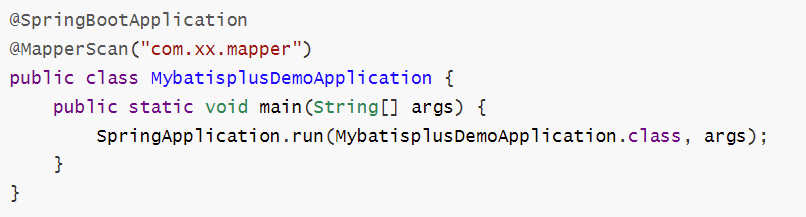 @SpringBootApplication
@MapperScan("com.xx.mapper")
public class MybatisplusDemoApplication {
    public static void main(String[] args) {
        SpringApplication.run(MybatisplusDemoApplication.class, args);
    }
}